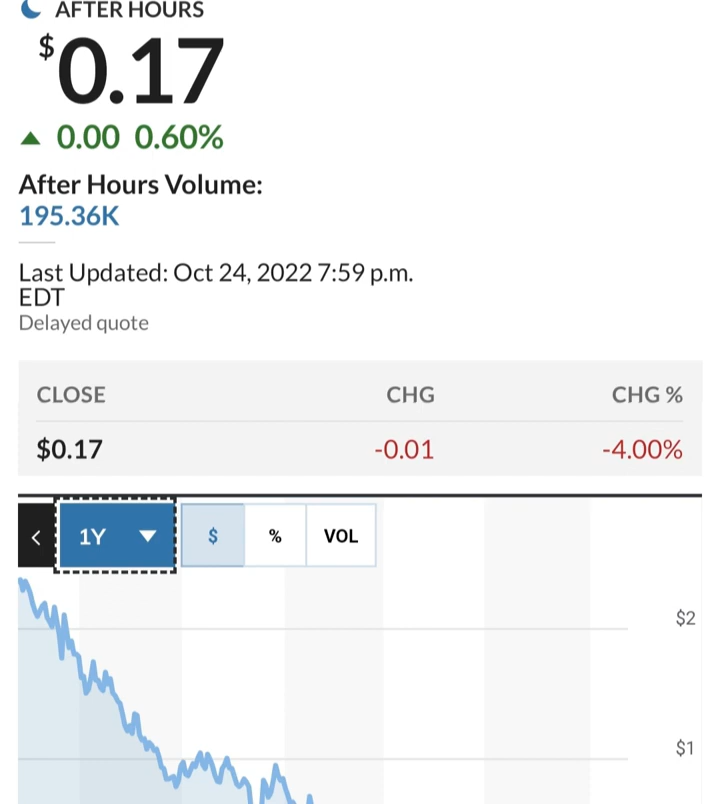 AFTER HOURS
$0.17
0.00 0.60%
After Hours Volume:
195.36K
Last Updated: Oct 24, 2022 7:59 p.m.
EDT
Delayed quote
CLOSE CHG CHG %
$0.17 -0.01 -4.00%
1Y $ % VOL
$2
$1